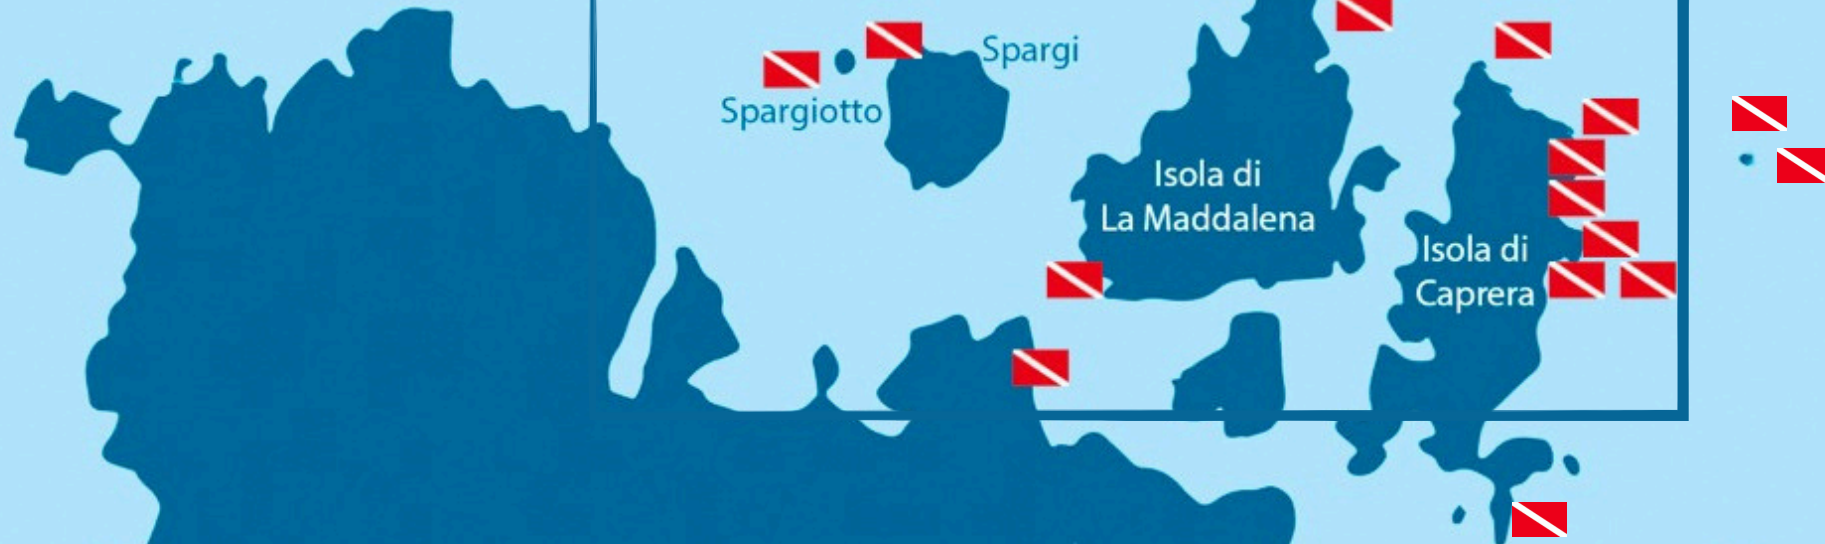 Spargi
Spargiotto
Isola di
La Maddalena
Isola di
Caprera